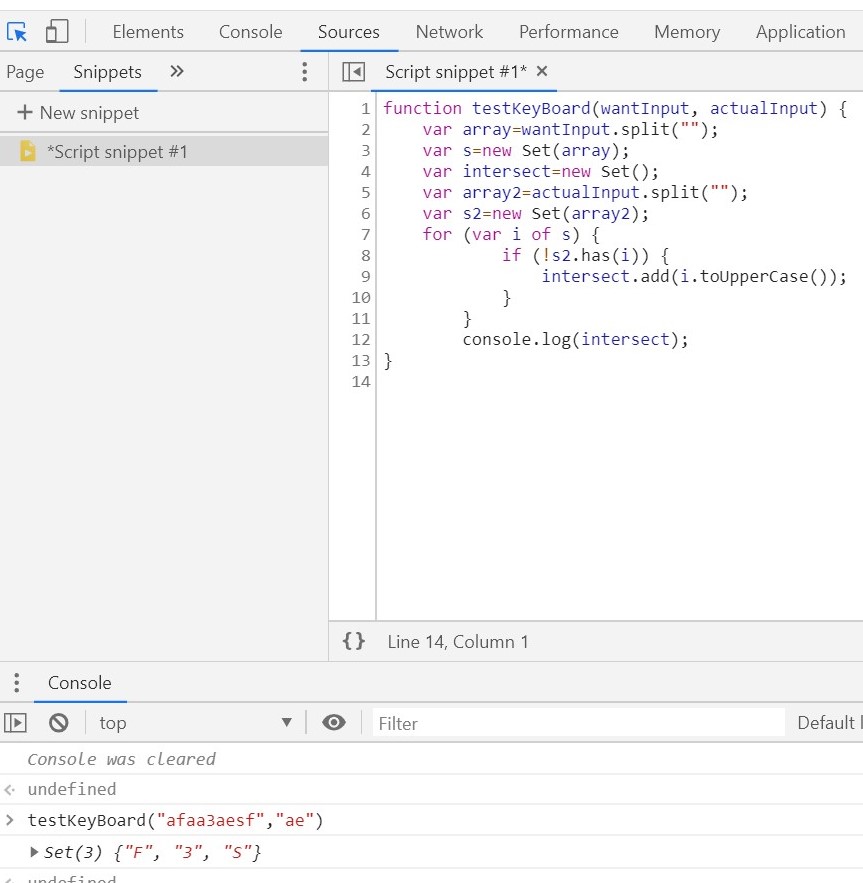 Elements Console Sources Network Performance Memory Application
Page Snippets »
Script snippet #1* ×
+ New snippet
*Script snippet #1
1 function testKeyBoard(wantInput, actualInput) {
2 var array=wantInput.split("");
3 var s=new Set(array);
4 var intersect=new Set();
5 var array2=actualInput.split("");
6 var s2=new Set(array2);
7 for (var i of s) {
8 if (!s2.has(i)) {
9 intersect.add(i.toUpperCase());
10 }
11 }
12 console.log(intersect);
13 }
14
{} Line 14, Column 1
Console
top Filter Default
Console was cleared
undefined
> testKeyBoard("afaa3aesf","ae")
Set(3) {"F", "3", "S"}
undefined